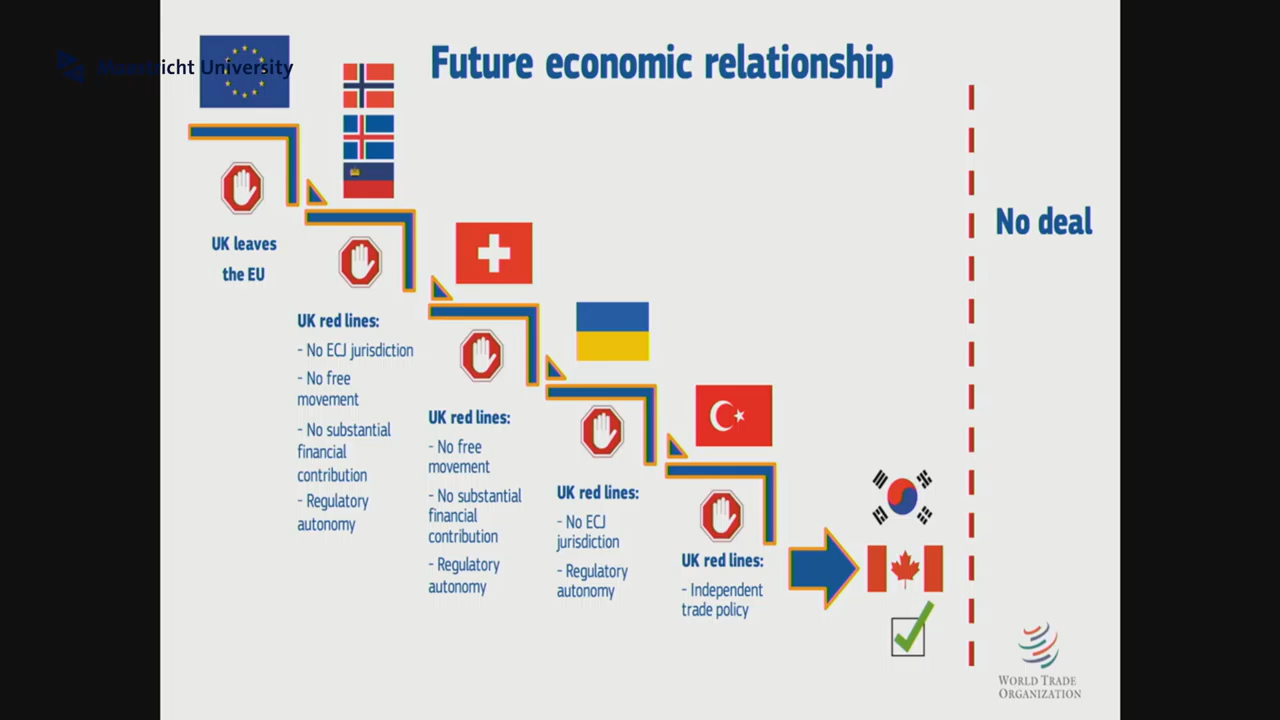 Maastricht University
Future economic relationship
No deal
UK leaves
the EU
UK red lines:
- No ECJ jurisdiction
- No free
movement
- No substantial
financial
contribution
- Regulatory
autonomy
UK red lines:
- No free
movement
- No substantial
financial
contribution
- Regulatory
autonomy
UK red lines:
- No ECJ
jurisdiction
- Regulatory
autonomy
UK red lines:
- Independent
trade policy
WORLD TRADE
ORGANIZATION